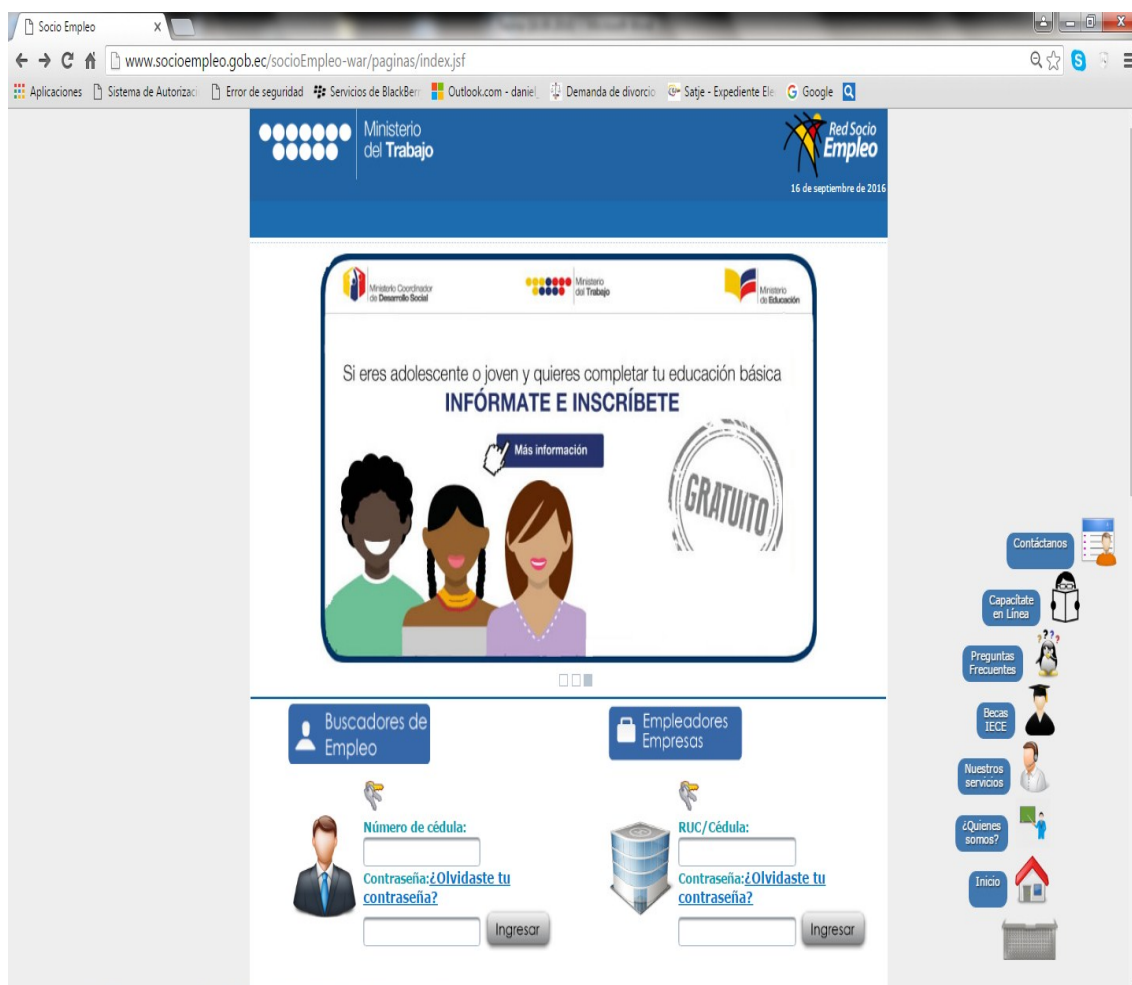 Socio Empleo
www.socioempleo.gob.ec/socioEmpleo-war/paginas/index.jsf
Aplicaciones Sistema de Autorizaci Error de seguridad Servicios de BlackBerr Outlook.com - daniel_ Demanda de divorcio Satje - Expediente Ele Google
Ministerio
del Trabajo
Red Socio
Empleo
16 de septiembre de 2016
Ministerio Coordinador
de Desarrollo Social
Ministerio
del Trabajo
Ministerio
de Educación
Si eres adolescente o joven y quieres completar tu educación básica
INFÓRMATE E INSCRÍBETE
Más información
GRATUITO
Buscadores de
Empleo
Número de cédula:
Contraseña:¿Olvidaste tu
contraseña?
Ingresar
Empleadores
Empresas
RUC/Cédula:
Contraseña:¿Olvidaste tu
contraseña?
Ingresar
Contáctanos
Capacítate
en Línea
Preguntas
Frecuentes
Becas
IECE
Nuestros
servicios
¿Quienes
somos?
Inicio